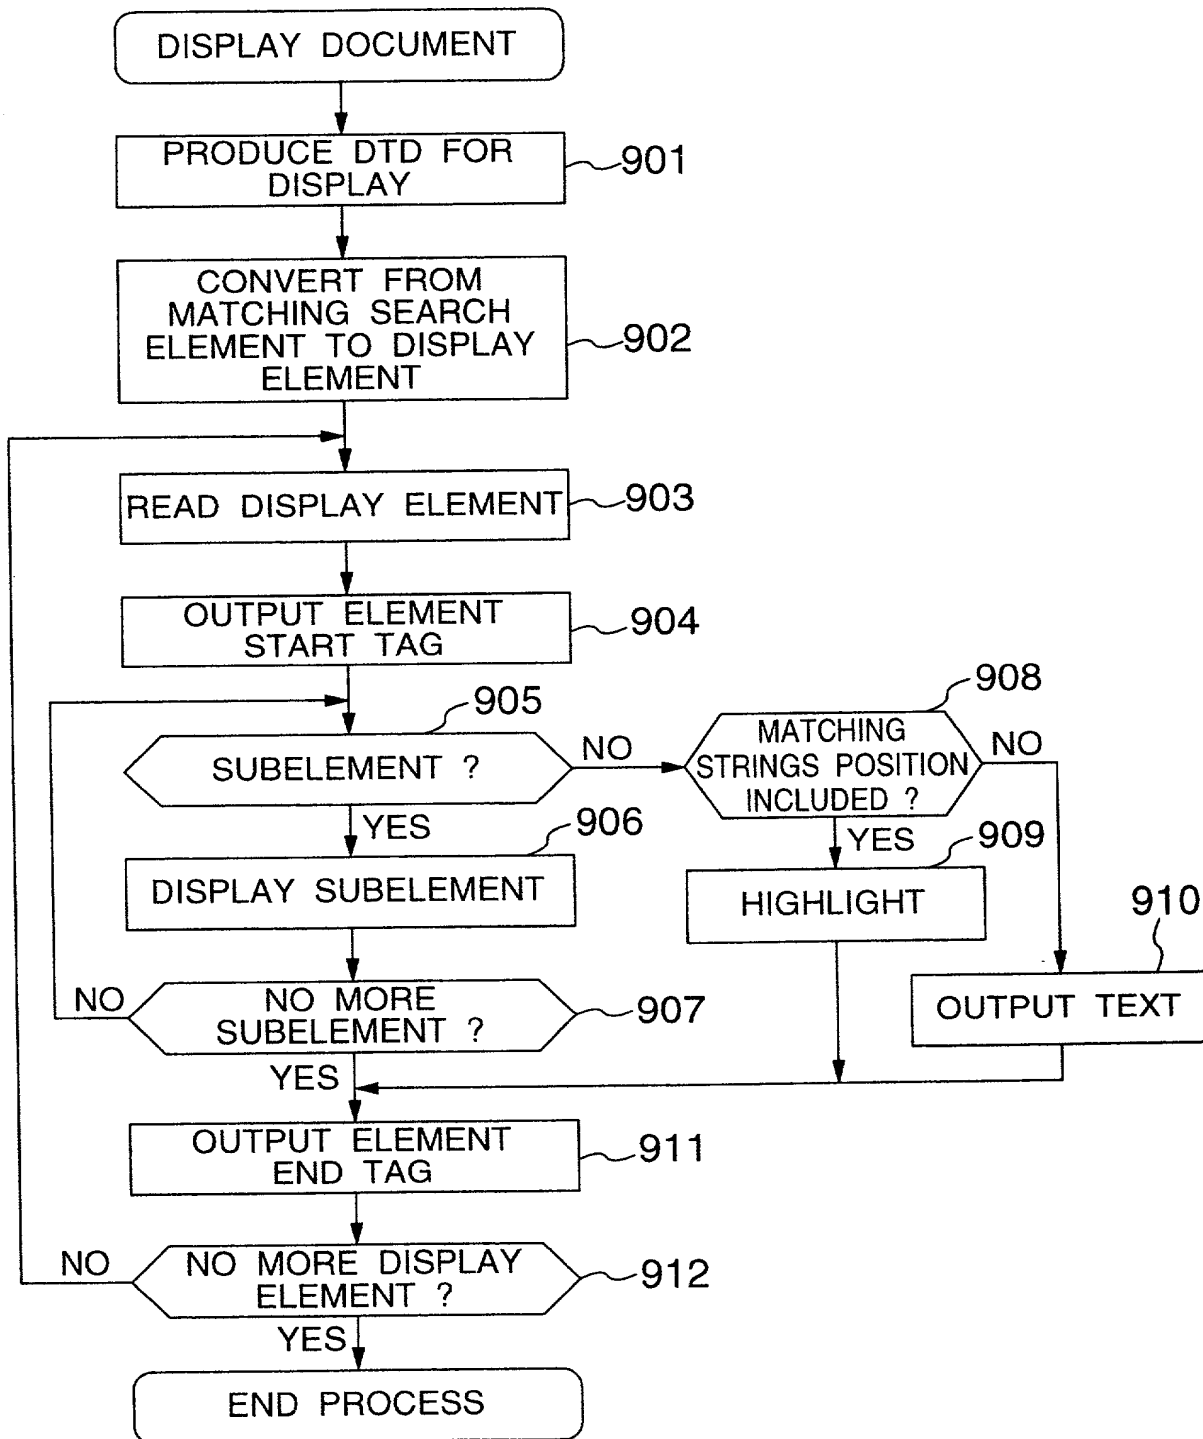 DISPLAY DOCUMENT
PRODUCE DTD FOR
DISPLAY
901
CONVERT FROM
MATCHING SEARCH
ELEMENT TO DISPLAY
ELEMENT
902
READ DISPLAY ELEMENT
903
OUTPUT ELEMENT
START TAG
904
905
SUBELEMENT ?
NO
908
MATCHING
STRINGS POSITION
INCLUDED ?
NO
YES
906
DISPLAY SUBELEMENT
YES
909
HIGHLIGHT
910
OUTPUT TEXT
NO
NO MORE
SUBELEMENT ?
907
YES
OUTPUT ELEMENT
END TAG
911
NO
NO MORE DISPLAY
ELEMENT ?
912
YES
END PROCESS